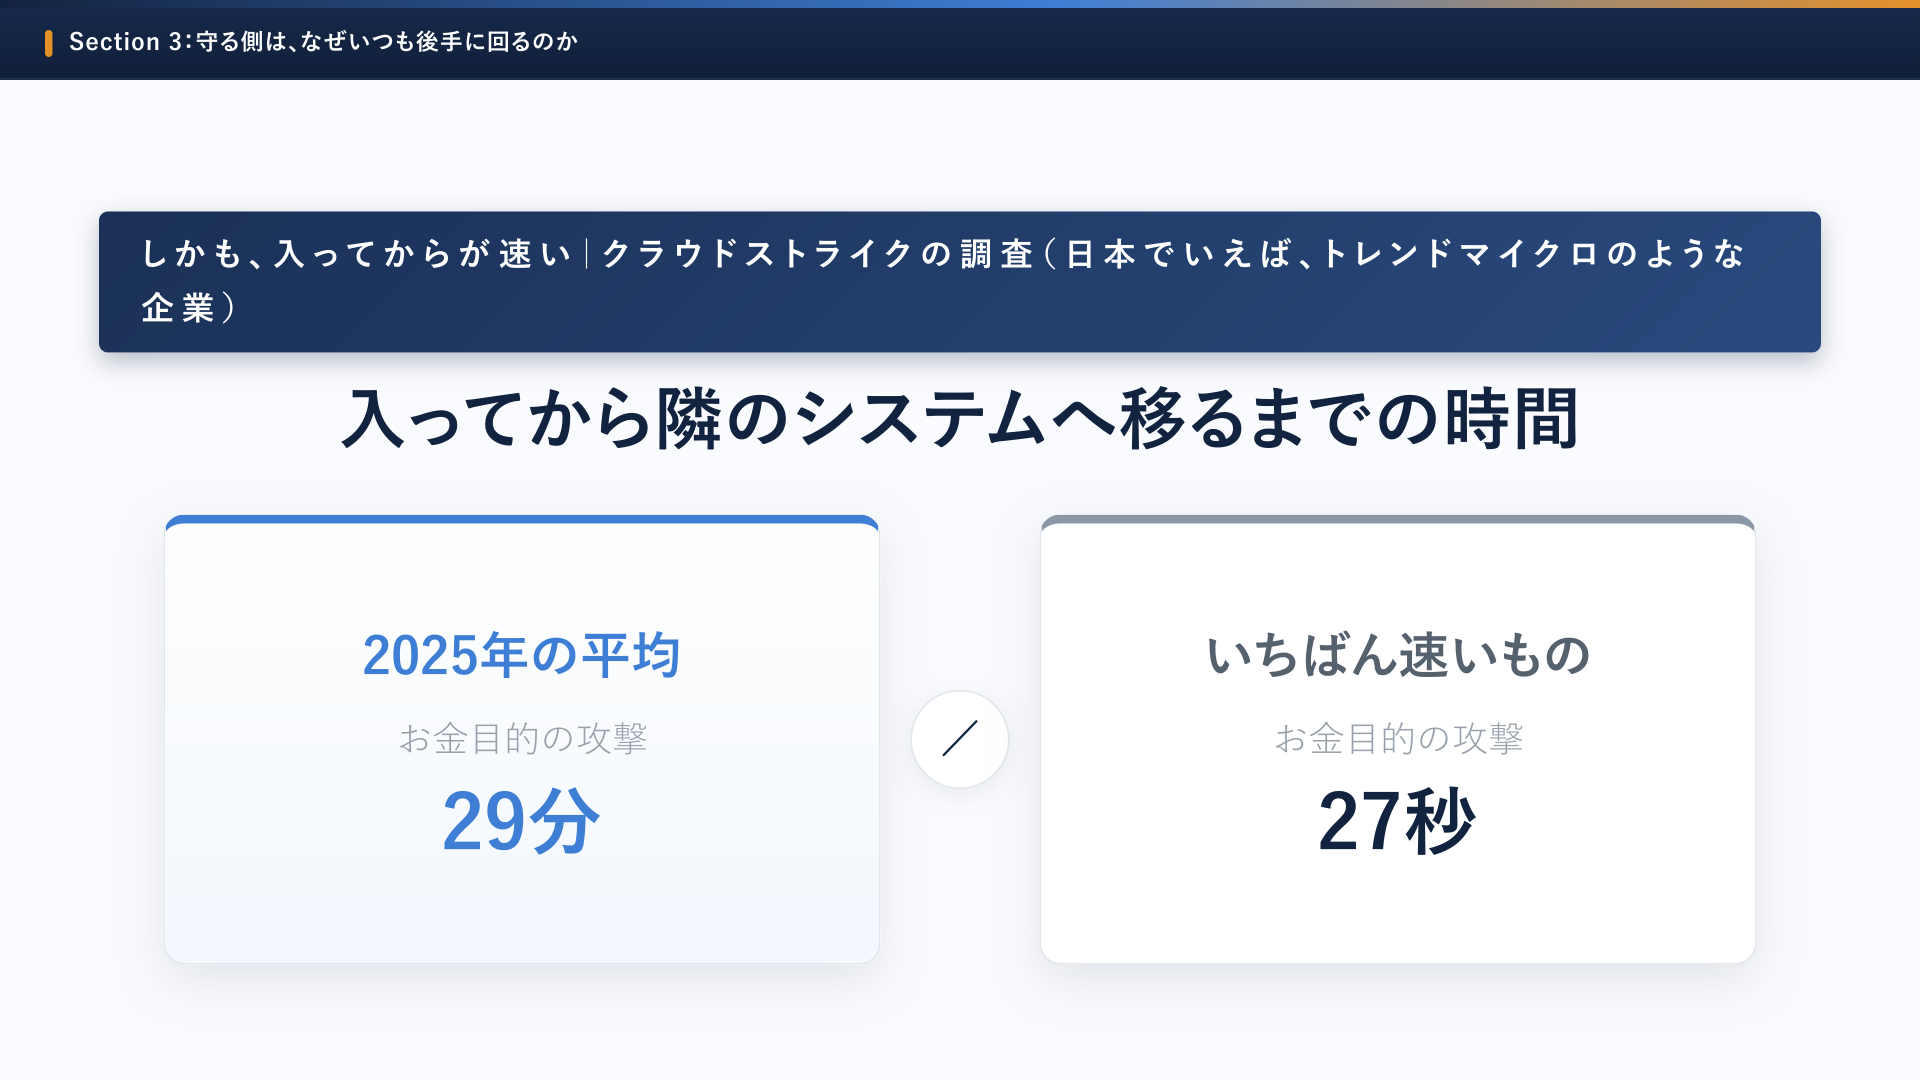 Section 3：守る側は、なぜいつも後手に回るのか
しかも、入ってからが速い｜クラウドストライクの調査（日本でいえば、トレンドマイクロのような
企業）
入ってから隣のシステムへ移るまでの時間
2025年の平均
お金目的の攻撃
29分
／
いちばん速いもの
お金目的の攻撃
27秒